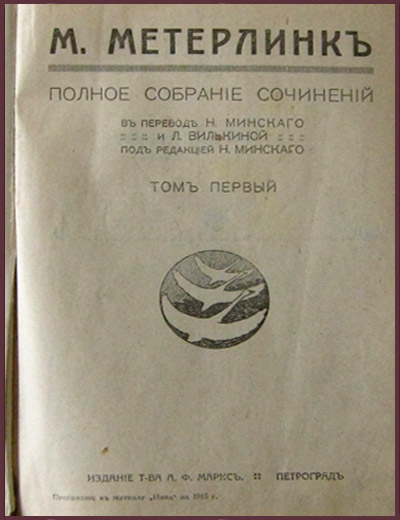 М. МЕТЕРЛИНКЪ
ПОЛНОЕ СОБРАНІЕ СОЧИНЕНІЙ
ВЪ ПЕРЕВОДѢ Н. МИНСКАГО
И Л. ВИЛЬКИНОЙ
ПОДЪ РЕДАКЦІЕЙ Н. МИНСКАГО
ТОМЪ ПЕРВЫЙ
ИЗДАНІЕ Т-ВА А. Ф. МАРКСЪ. :: ПЕТРОГРАДЪ
Приложеніе къ журналу „Нива" на 1915 г.